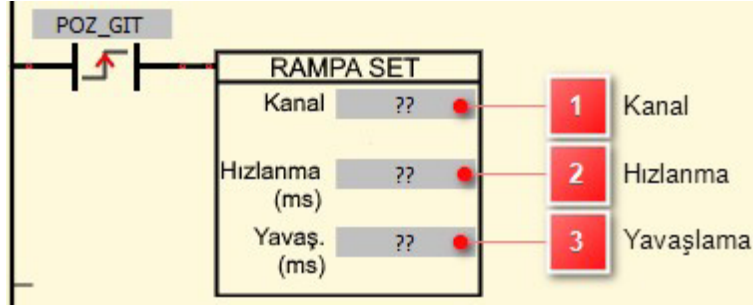 POZ_GIT
RAMPA SET
Kanal ?? 1 Kanal
Hızlanma ?? 2 Hızlanma
(ms)
Yavaş. ?? 3 Yavaşlama
(ms)